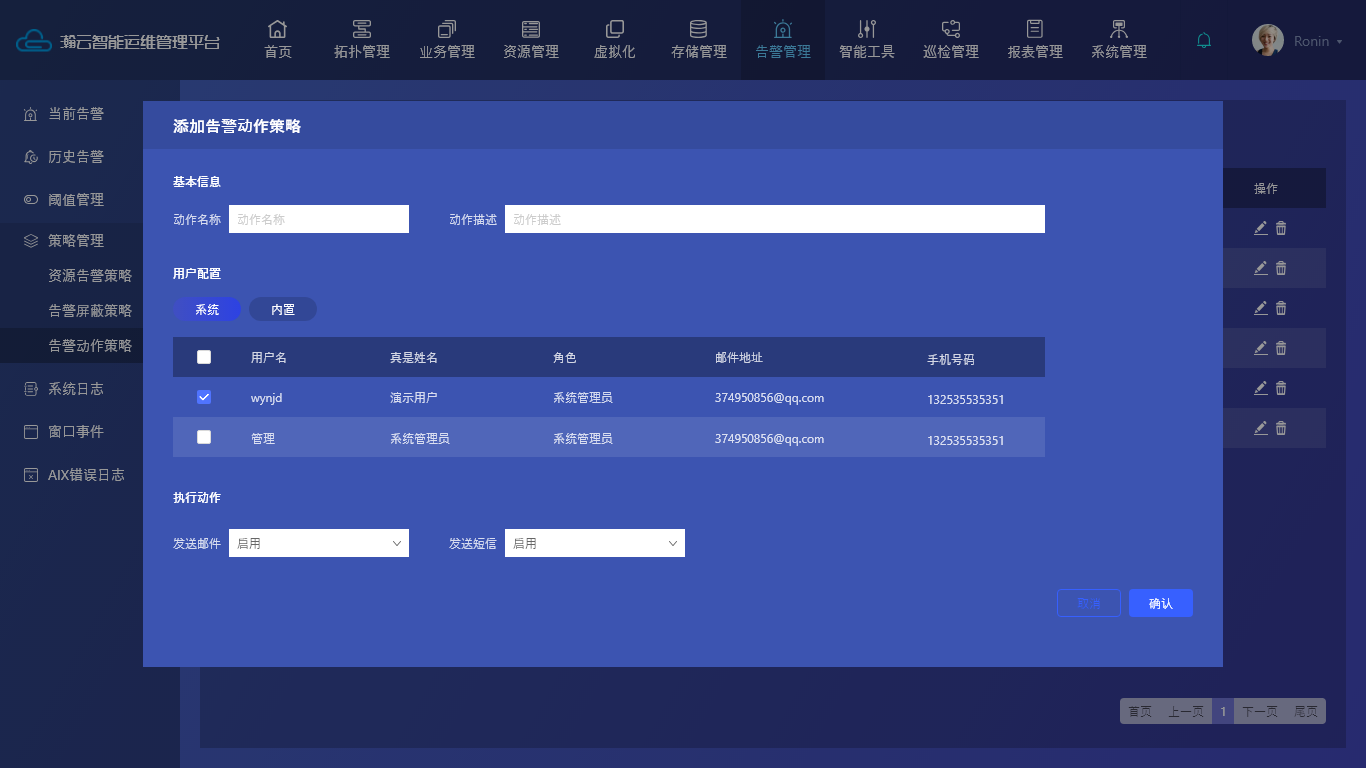 瀚云智能运维管理平台
首页 拓扑管理 业务管理 资源管理 虚拟化 存储管理 告警管理 智能工具 巡检管理 报表管理 系统管理
Ronin
当前告警
历史告警
阈值管理
策略管理
资源告警策略
告警屏蔽策略
告警动作策略
系统日志
窗口事件
AIX错误日志
添加告警动作策略
基本信息
动作名称 动作名称 动作描述 动作描述
用户配置
系统 内置
用户名 真是姓名 角色 邮件地址 手机号码
wynjd 演示用户 系统管理员 374950856@qq.com 132535535351
管理 系统管理员 系统管理员 374950856@qq.com 132535535351
执行动作
发送邮件 启用 发送短信 启用
取消 确认
操作
首页 上一页 1 下一页 尾页